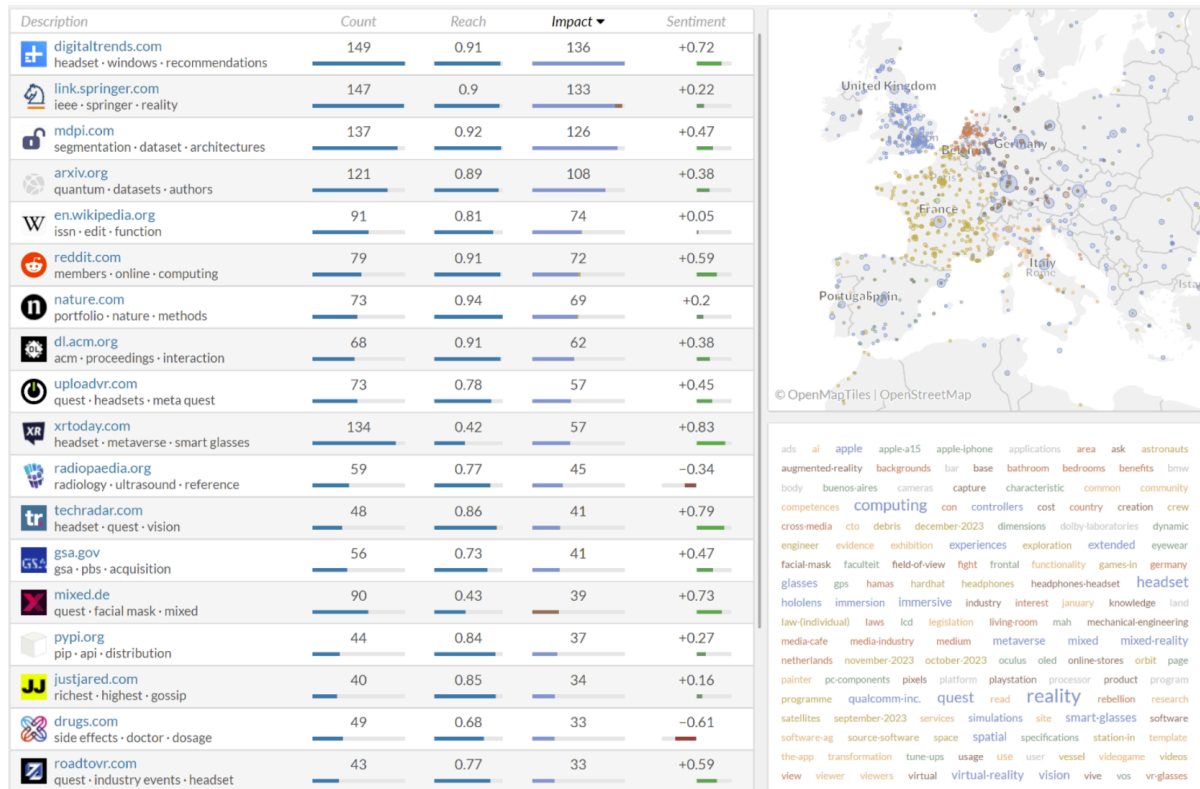 Description Count Reach Impact ▼ Sentiment
digitaltrends.com 149 0.91 136 +0.72
headset · windows · recommendations
link.springer.com 147 0.9 133 +0.22
ieee · springer · reality
mdpi.com 137 0.92 126 +0.47
segmentation · dataset · architectures
arxiv.org 121 0.89 108 +0.38
quantum · datasets · authors
W en.wikipedia.org 91 0.81 74 +0.05
issn · edit · function
reddit.com 79 0.91 72 +0.59
members · online · computing
n nature.com 73 0.94 69 +0.2
portfolio · nature · methods
DL dl.acm.org 68 0.91 62 +0.38
acm · proceedings · interaction
uploadvr.com 73 0.78 57 +0.45
quest · headsets · meta quest
XR xrtoday.com 134 0.42 57 +0.83
headset · metaverse · smart glasses
radiopaedia.org 59 0.77 45 −0.34
radiology · ultrasound · reference
tr techradar.com 48 0.86 41 +0.79
headset · quest · vision
GSA gsa.gov 56 0.73 41 +0.47
gsa · pbs · acquisition
mixed.de 90 0.43 39 +0.73
quest · facial mask · mixed
pypi.org 44 0.84 37 +0.27
pip · api · distribution
JJ justjared.com 40 0.85 34 +0.16
richest · highest · gossip
drugs.com 49 0.68 33 −0.61
side effects · doctor · dosage
roadtovr.com 43 0.77 33 +0.59
quest · industry events · headset
United Kingdom
Belgium Germany
Paris
France
Italy
Rome
Portugal Spain
Ista
© OpenMapTiles | OpenStreetMap
ads ai apple apple-a15 apple-iphone applications area ask astronauts
augmented-reality backgrounds bar base bathroom bedrooms benefits bmw
body buenos-aires cameras capture characteristic common community
competences computing con controllers cost country creation crew
cross-media cto debris december-2023 dimensions dolby-laboratories dynamic
engineer evidence exhibition experiences exploration extended eyewear
facial-mask faculteit field-of-view fight frontal functionality games-in germany
glasses gps hamas hardhat headphones headphones-headset headset
hololens immersion immersive industry interest january knowledge land
law-(individual) laws lcd legislation living-room mah mechanical-engineering
media-cafe media-industry medium metaverse mixed mixed-reality
netherlands november-2023 october-2023 oculus oled online-stores orbit page
painter pc-components pixels platform playstation processor product program
programme qualcomm-inc. quest read reality rebellion research
satellites september-2023 services simulations site smart-glasses software
software-ag source-software space spatial specifications station-in template
the-app transformation tune-ups usage use user vessel videogame videos
view viewer viewers virtual virtual-reality vision vive vos vr-glasses